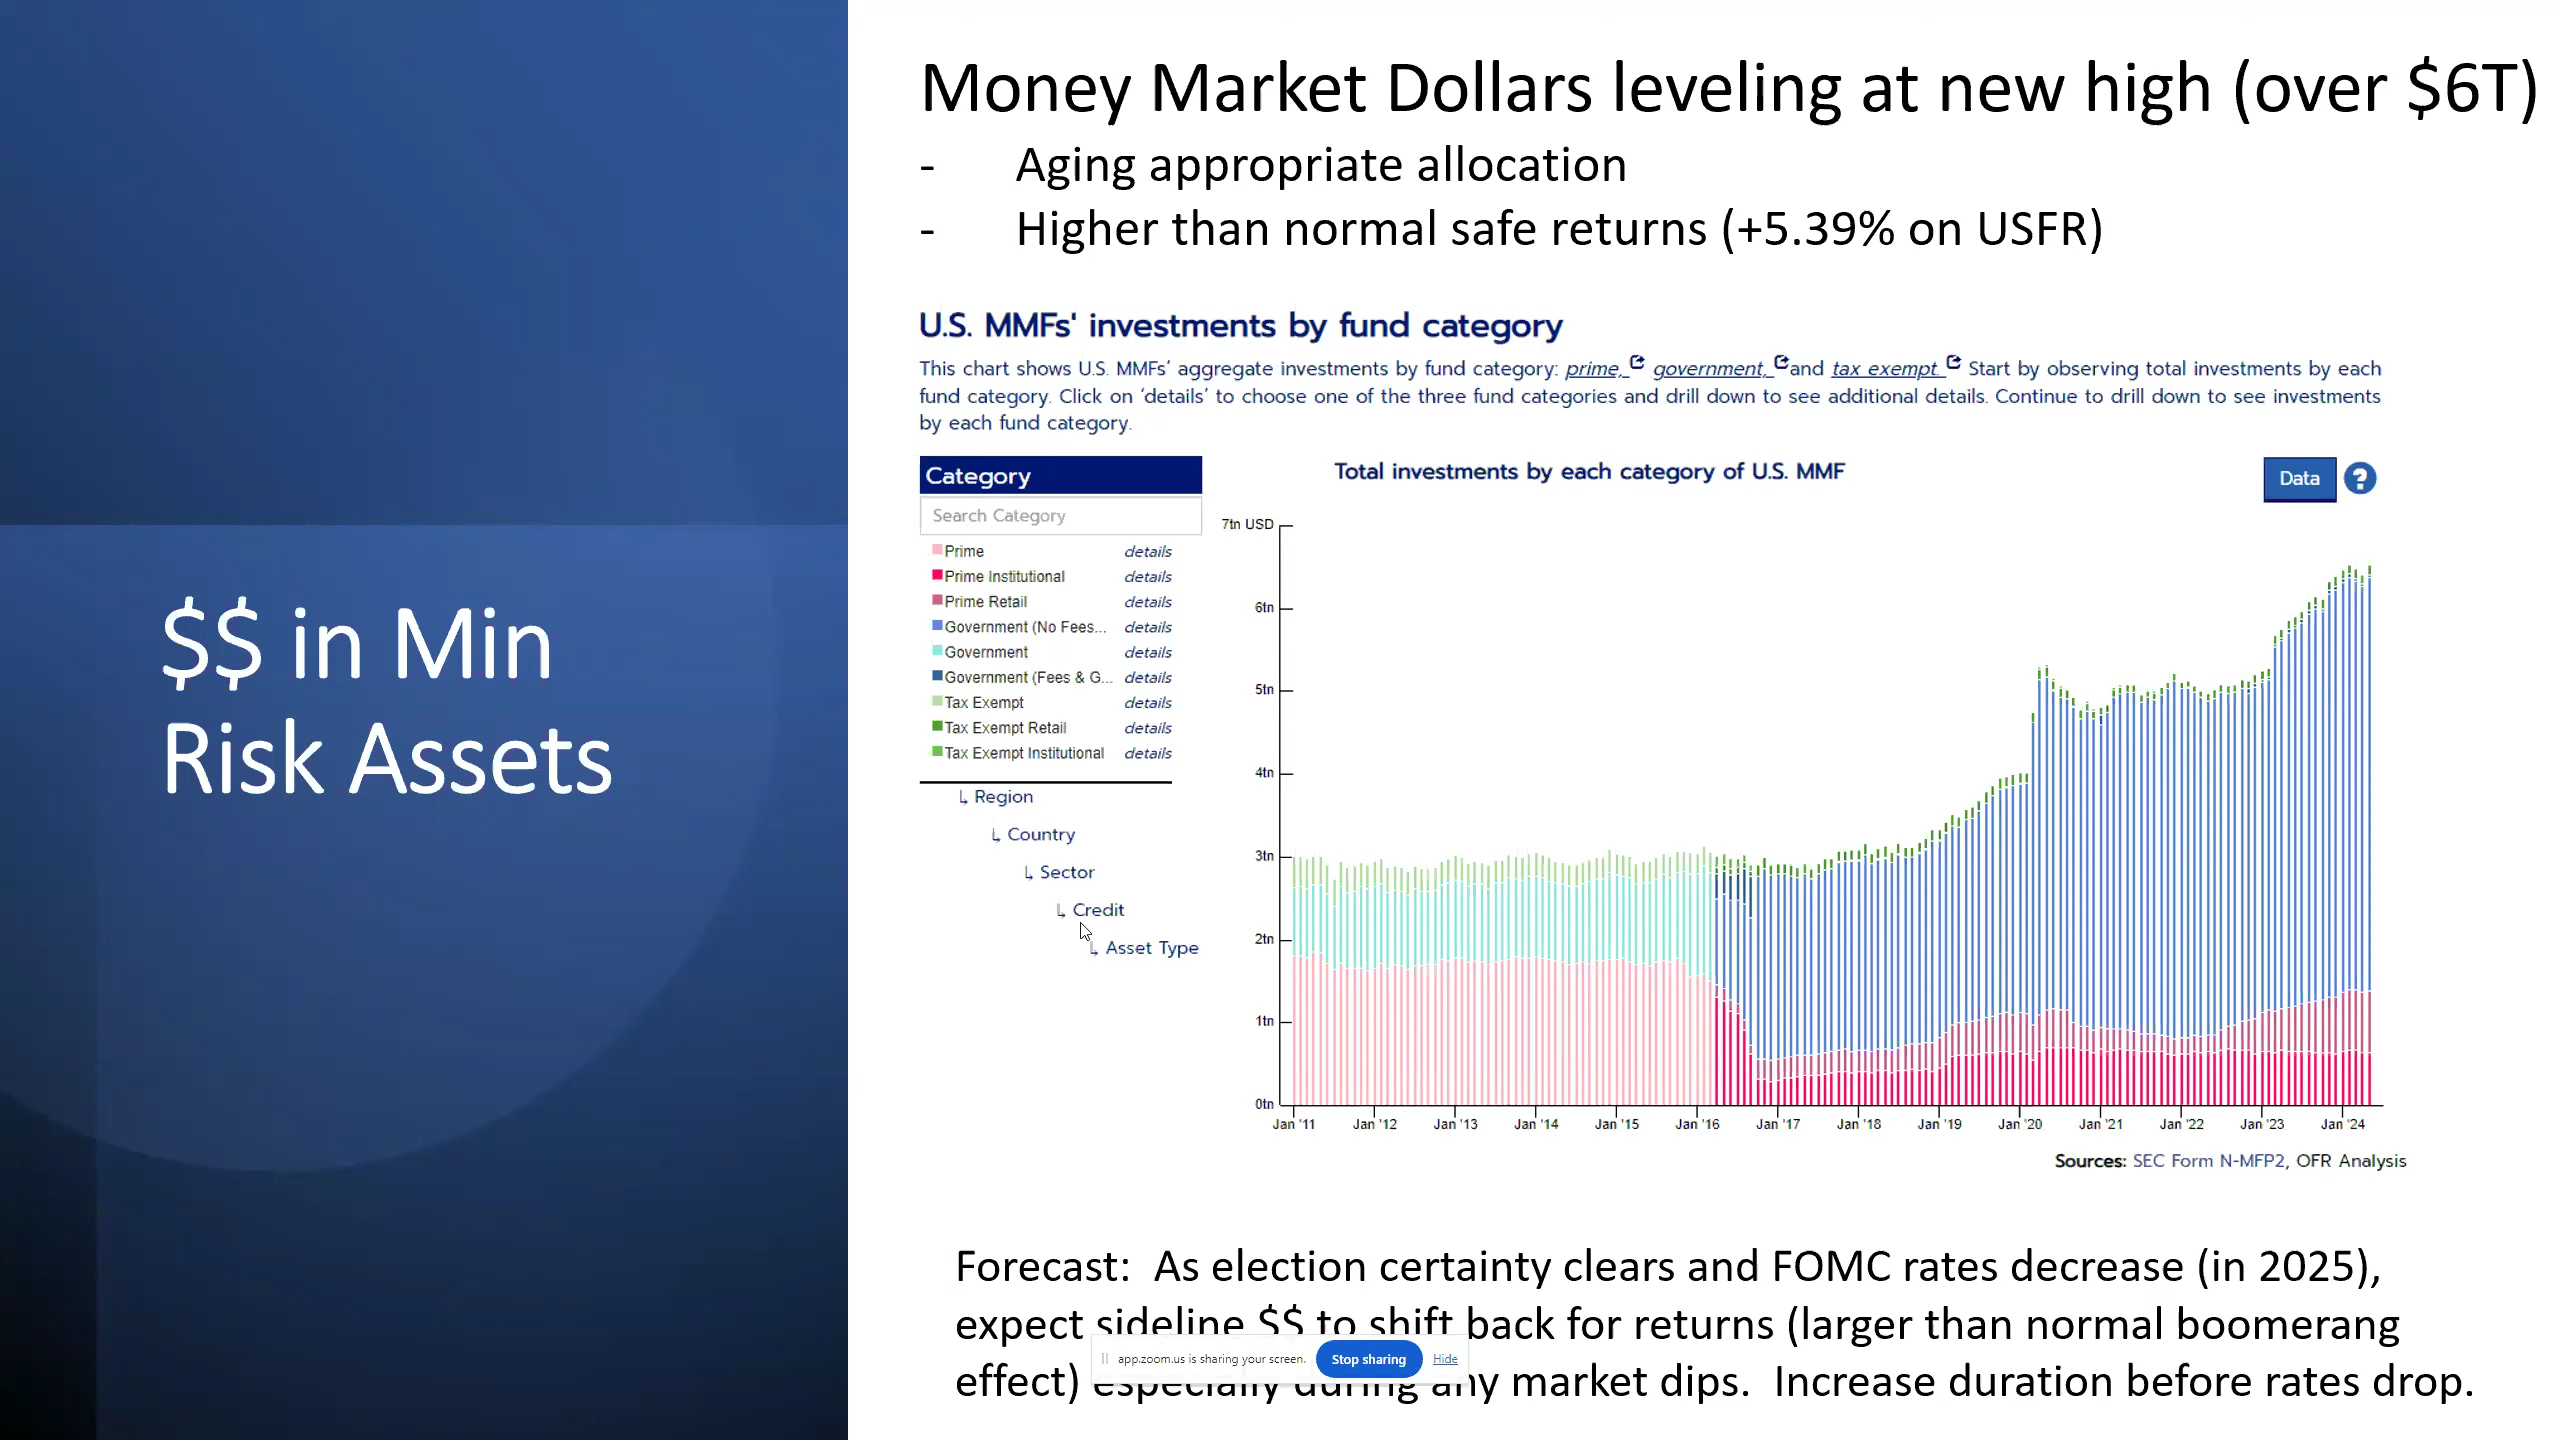 $$ in Min
Risk Assets
Money Market Dollars leveling at new high (over $6T)
- Aging appropriate allocation
- Higher than normal safe returns (+5.39% on USFR)
U.S. MMFs' investments by fund category
This chart shows U.S. MMFs' aggregate investments by fund category: prime, government, and tax exempt. Start by observing total investments by each
fund category. Click on 'details' to choose one of the three fund categories and drill down to see additional details. Continue to drill down to see investments
by each fund category.
Category
Search Category
Prime details
Prime Institutional details
Prime Retail details
Government (No Fees... details
Government details
Government (Fees & G... details
Tax Exempt details
Tax Exempt Retail details
Tax Exempt Institutional details
↳ Region
↳ Country
↳ Sector
↳ Credit
↳ Asset Type
Total investments by each category of U.S. MMF
Data ?
7tn USD
6tn
5tn
4tn
3tn
2tn
1tn
0tn
Jan '11 Jan '12 Jan '13 Jan '14 Jan '15 Jan '16 Jan '17 Jan '18 Jan '19 Jan '20 Jan '21 Jan '22 Jan '23 Jan '24
Sources: SEC Form N-MFP2, OFR Analysis
Forecast: As election certainty clears and FOMC rates decrease (in 2025),
expect sideline $$ to shift back for returns (larger than normal boomerang
effect) especially during any market dips. Increase duration before rates drop.
app.zoom.us is sharing your screen. Stop sharing Hide